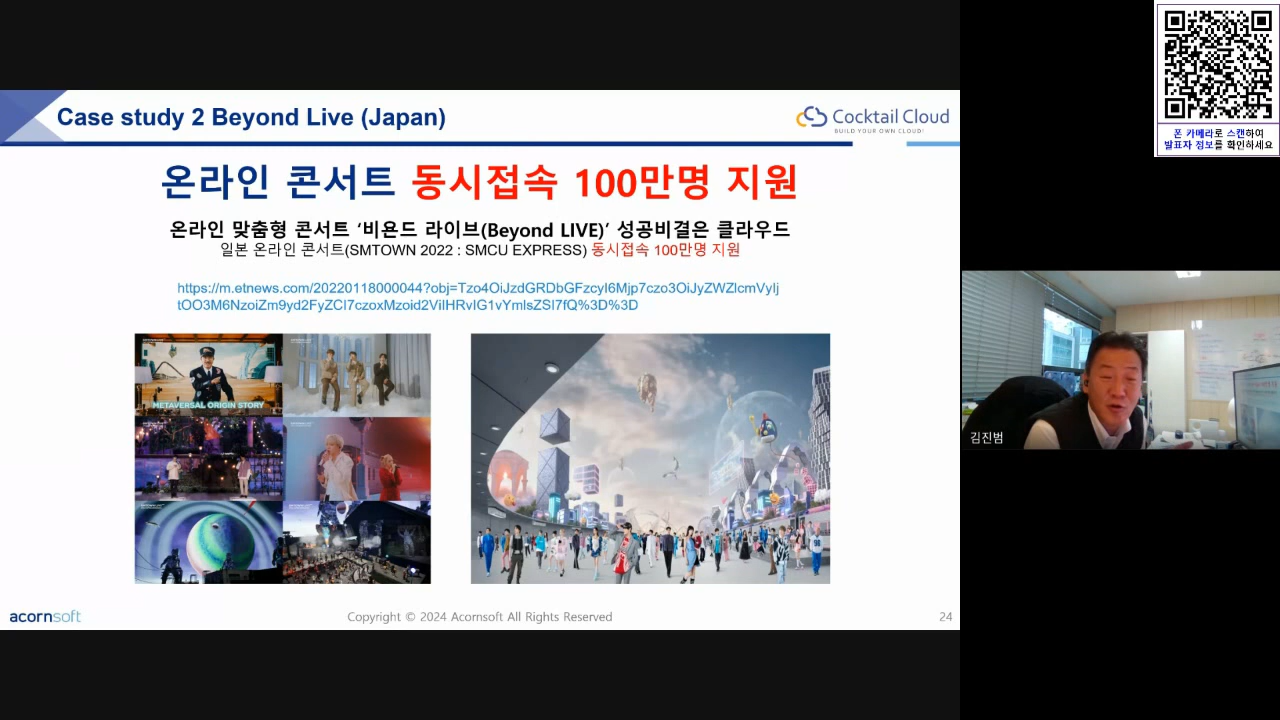 Case study 2 Beyond Live (Japan)
Cocktail Cloud
BUILD YOUR OWN CLOUD!
온라인 콘서트 동시접속 100만명 지원
온라인 맞춤형 콘서트 ‘비욘드 라이브(Beyond LIVE)’ 성공비결은 클라우드
일본 온라인 콘서트(SMTOWN 2022 : SMCU EXPRESS) 동시접속 100만명 지원
https://m.etnews.com/20220118000044?obj=Tzo4OiJzdGRDbGFzcyI6Mjp7czo3OiJyZWZlcmVyIj
tOO3M6NzoiZm9yd2FyZCI7czoxMzoid2ViIHRvIG1vYmlsZSI7fQ%3D%3D
METAVERSAL ORIGIN STORY
acornsoft
Copyright © 2024 Acornsoft All Rights Reserved
24
폰 카메라로 스캔하여
발표자 정보를 확인하세요
김진범